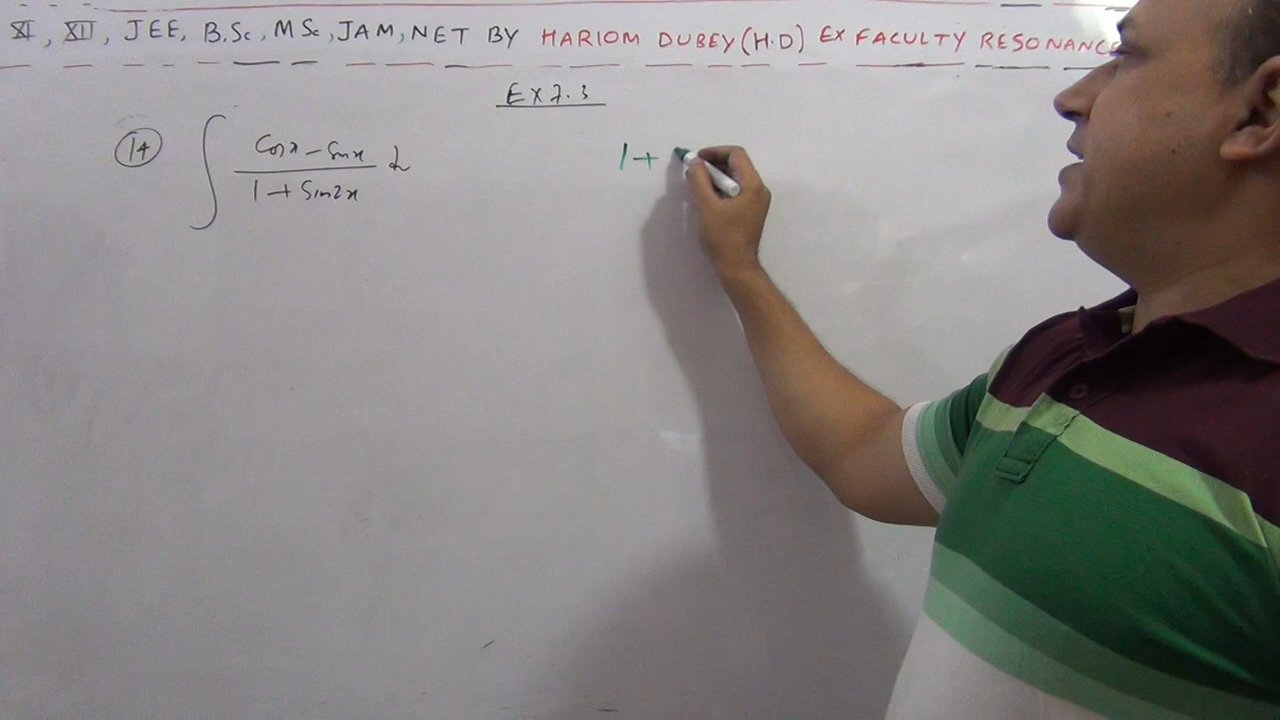 XI, XII, JEE, B.Sc, MSc, JAM, NET BY HARIOM DUBEY(H.D) EX FACULTY RESONANCE
EX 7.3
14 ∫ (cosx - sinx)/(1 + sin2x) dx
1 +